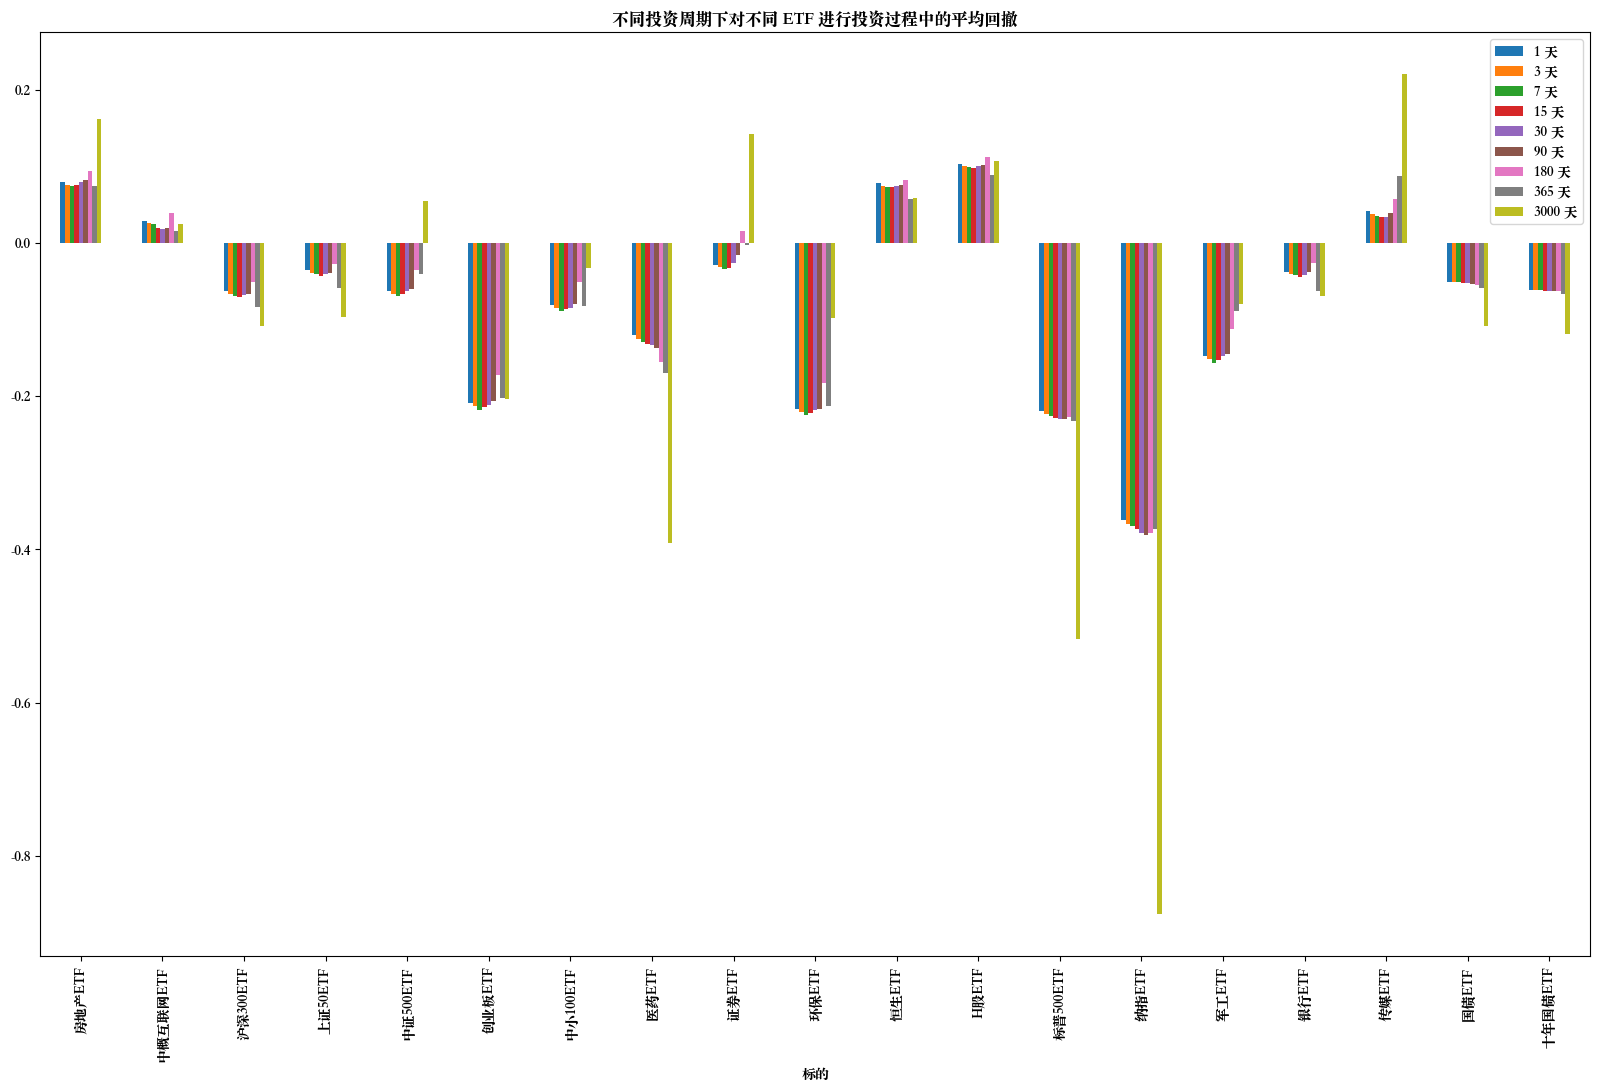 不同投资周期下对不同 ETF 进行投资过程中的平均回撤
1 天
3 天
7 天
15 天
30 天
90 天
180 天
365 天
3000 天
0.2
0.0
-0.2
-0.4
-0.6
-0.8
房地产ETF
中概互联网ETF
沪深300ETF
上证50ETF
中证500ETF
创业板ETF
中小100ETF
医药ETF
证券ETF
环保ETF
恒生ETF
H股ETF
标普500ETF
纳指ETF
军工ETF
银行ETF
传媒ETF
国债ETF
十年国债ETF
标的